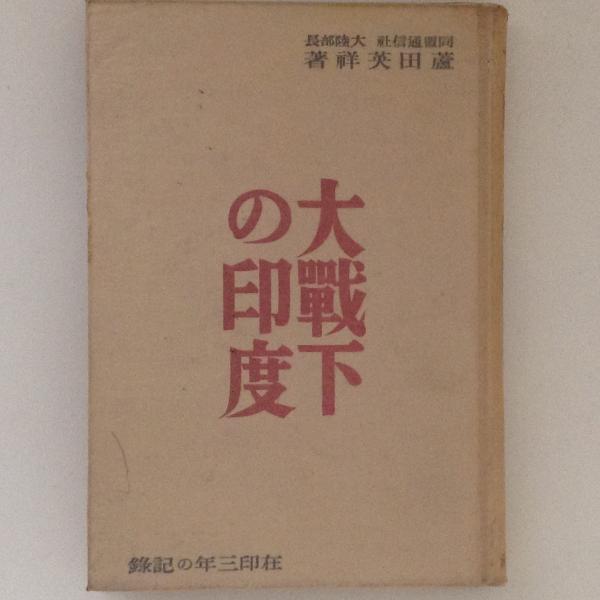 同盟通信社 大陸部長
蘆田英祥著
大戰下
の印度
在印三年の記錄